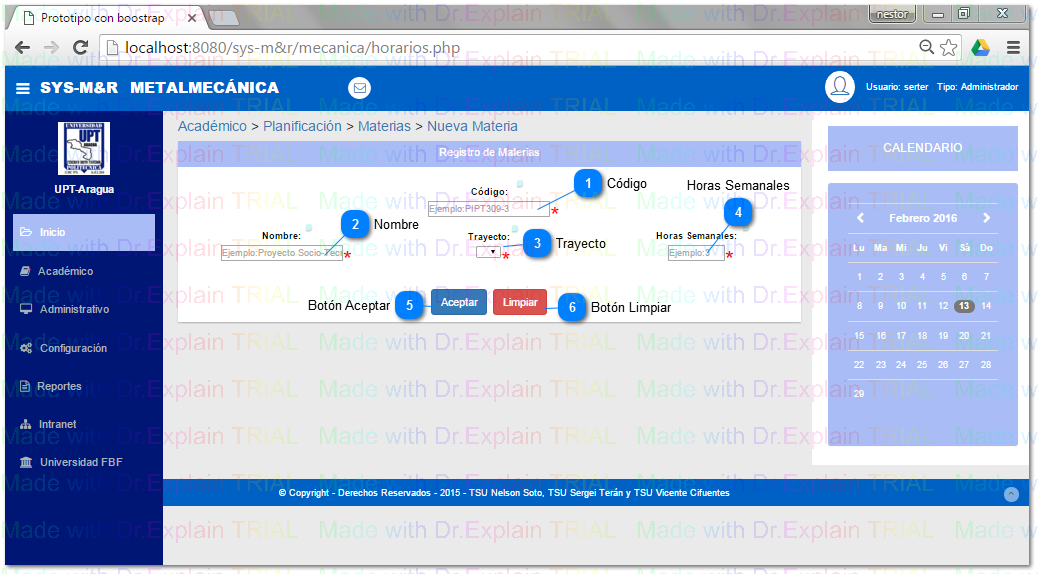 Prototipo con boostrap
nestor
localhost:8080/sys-m&r/mecanica/horarios.php
SYS-M&R METALMECÁNICA
Usuario: serter Tipo: Administrador
UNIVERSIDAD
UPT
ARAGUA
POLITECNICA
UPT-Aragua
Inicio
Académico
Administrativo
Configuración
Reportes
Intranet
Universidad FBF
Académico > Planificación > Materias > Nueva Materia
Registro de Materias
Código:
Ejemplo:PIPT309-3
*
1 Código
Nombre:
Ejemplo:Proyecto Socio-Tecn
*
2 Nombre
Trayecto:
*
3 Trayecto
Horas Semanales
4
Horas Semanales:
Ejemplo:3
*
Botón Aceptar 5
Aceptar
Limpiar
6 Botón Limpiar
CALENDARIO
Febrero 2016
Lu Ma Mi Ju Vi Sá Do
1 2 3 4 5 6 7
8 9 10 11 12 13 14
15 16 17 18 19 20 21
22 23 24 25 26 27 28
29
© Copyright - Derechos Reservados - 2015 - TSU Nelson Soto, TSU Sergei Terán y TSU Vicente Cifuentes
Made with Dr.Explain TRIAL